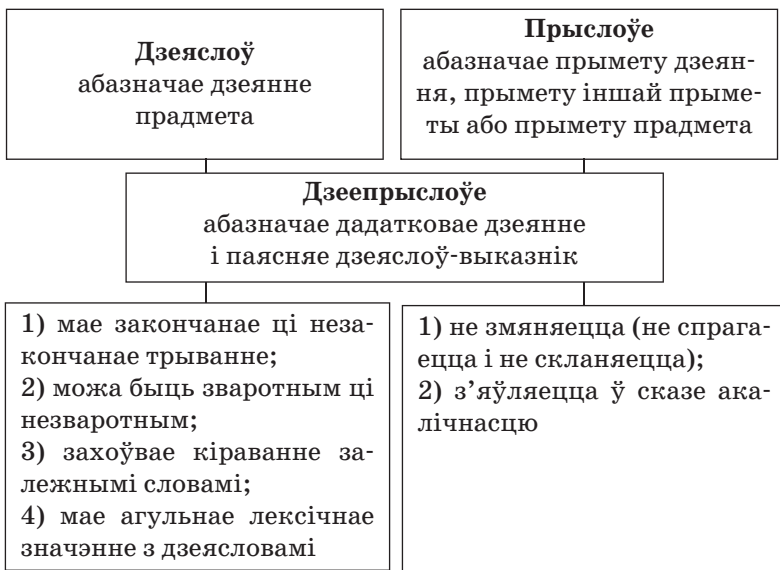 Дзеяслоў
абазначае дзеянне
прадмета
Прыслоўе
абазначае прымету дзеян-
ня, прымету іншай прыме-
ты або прымету прадмета
Дзеепрыслоўе
абазначае дадатковае дзеянне
і паясняе дзеяслоў-выказнік
1) мае закончанае ці неза-
кончанае трыванне;
2) можа быць зваротным ці
незваротным;
3) захоўвае кіраванне за-
лежнымі словамі;
4) мае агульнае лексічнае
значэнне з дзеясловамі
1) не змяняецца (не спрага-
ецца і не скланяецца);
2) з’яўляецца ў сказе ака-
лічнасцю